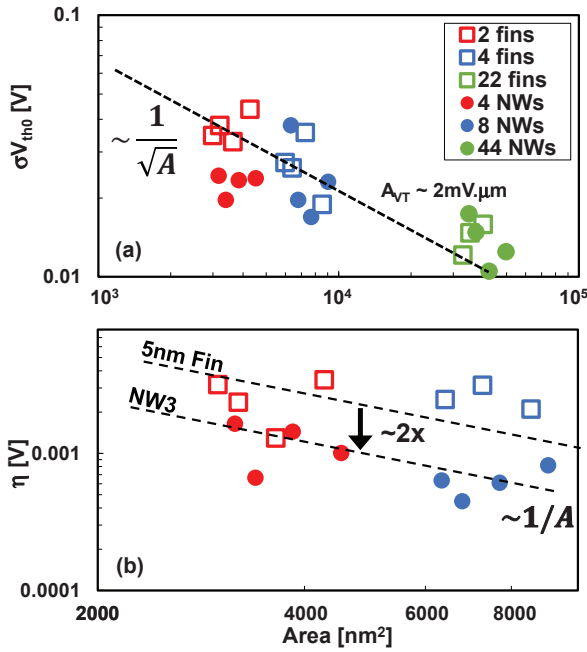 σVth0 [V]
0.1
0.01
10³
10⁴
10⁵
~ 1/√A
A_VT ~ 2mV.µm
(a)
2 fins
4 fins
22 fins
4 NWs
8 NWs
44 NWs
η [V]
0.001
0.0001
5nm Fin
NW3
~2x
~1/A
(b)
2000
4000
6000
8000
Area [nm²]